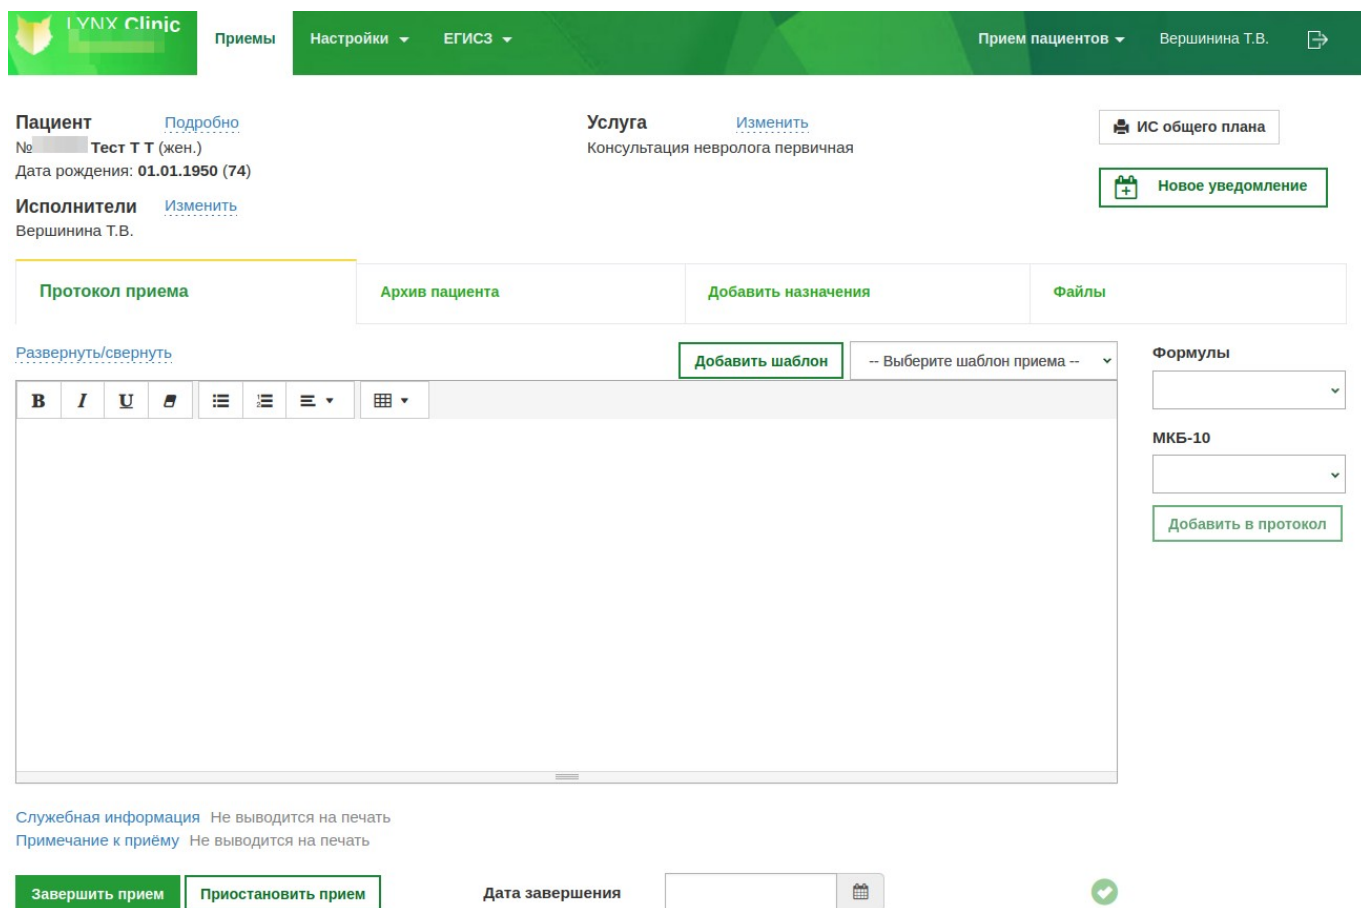 LYNX Clinic
Приемы
Настройки
ЕГИСЗ
Прием пациентов
Вершинина Т.В.
Пациент Подробно
№ Тест Т Т (жен.)
Дата рождения: 01.01.1950 (74)
Исполнители Изменить
Вершинина Т.В.
Услуга Изменить
Консультация невролога первичная
ИС общего плана
Новое уведомление
Протокол приема
Архив пациента
Добавить назначения
Файлы
Развернуть/свернуть
Добавить шаблон
-- Выберите шаблон приема --
B I U
Формулы
МКБ-10
Добавить в протокол
Служебная информация Не выводится на печать
Примечание к приёму Не выводится на печать
Завершить прием
Приостановить прием
Дата завершения